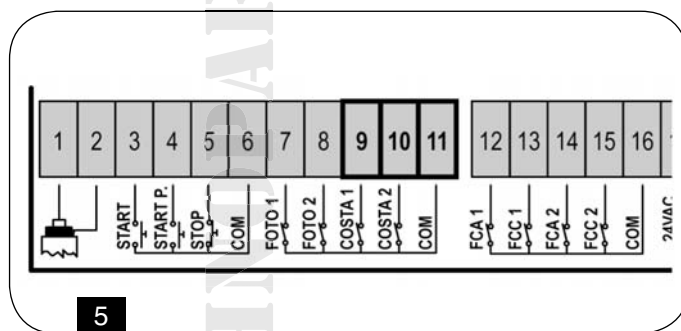 1 2 3 4 5 6 7 8 9 10 11 12 13 14 15 16
START START P. STOP COM FOTO 1 FOTO 2 COSTA 1 COSTA 2 COM FCA 1 FCC 1 FCA 2 FCC 2 COM 24VAC
5